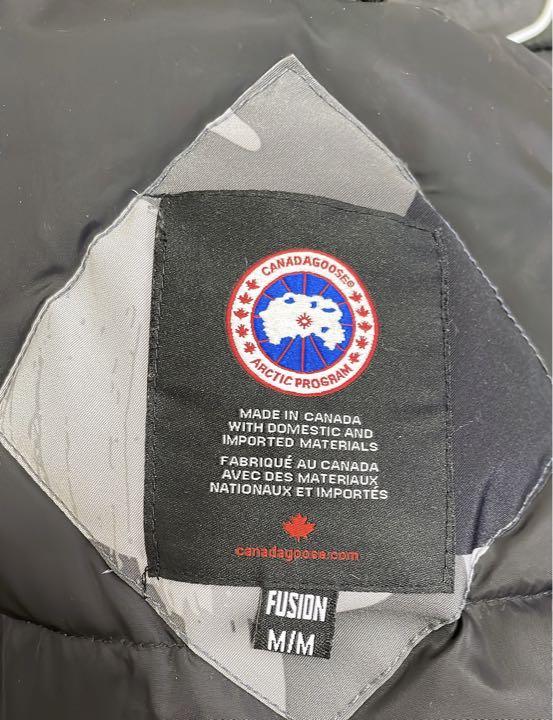 CANADA GOOSE®
ARCTIC PROGRAM
MADE IN CANADA
WITH DOMESTIC AND
IMPORTED MATERIALS
FABRIQUÉ AU CANADA
AVEC DES MATERIAUX
NATIONAUX ET IMPORTÉS
canadagoose.com
FUSION
M/M